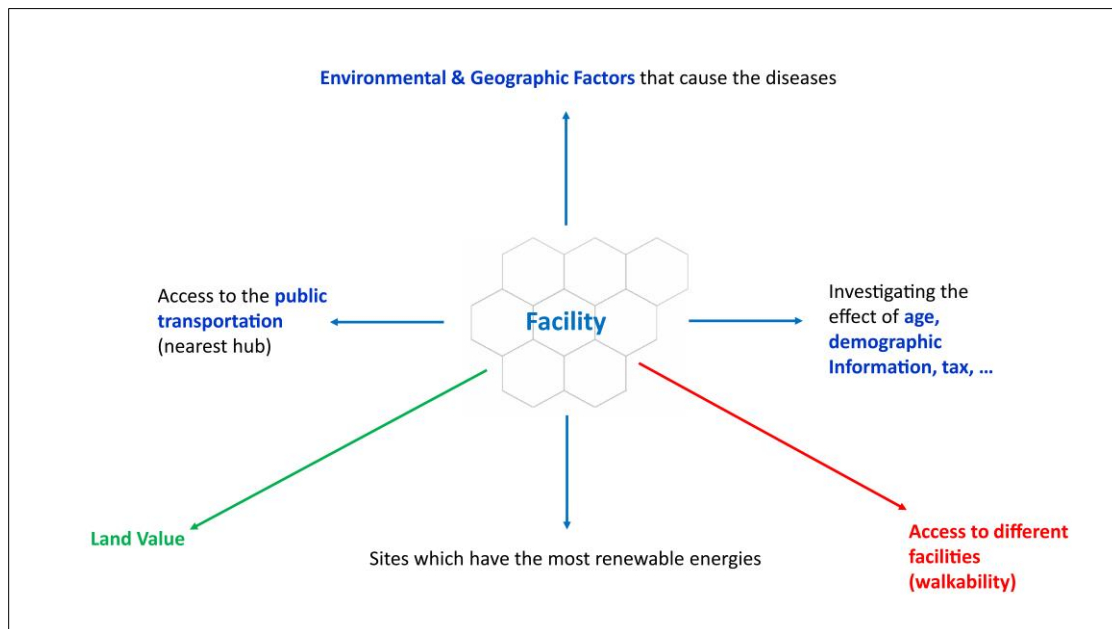 Environmental & Geographic Factors that cause the diseases
Access to the public
transportation
(nearest hub)
Facility
Investigating the
effect of age,
demographic
Information, tax, ...
Land Value
Sites which have the most renewable energies
Access to different
facilities
(walkability)